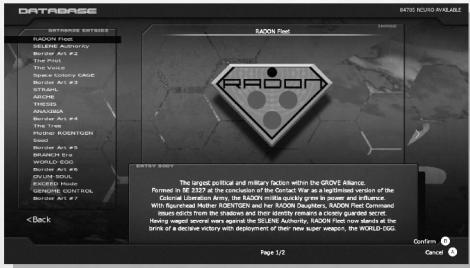 DATABASE
84785 NEURO AVAILABLE
DATABASE ENTRIES
IMAGE
RADON Fleet
RADON Fleet
SELENE Authority
Border Art #2
The Pilot
The Voice
Space Colony CAGE
Border Art #3
STRAHL
ARCHE
THESIS
ANAXIBIA
Border Art #4
The Tree
Mother ROENTGEN
Seed
Border Art #5
BRANCH Era
WORLD-EGG
Border Art #6
OVUM-SOUL
EXCEED Mode
GENOME CONTROL
Border Art #7
RADON
ENTRY BODY
The largest political and military faction within the GROVE Alliance.
Formed in BE 2327 at the conclusion of the Contact War as a legitimised version of the
Colonial Liberation Army, the RADON militia quickly grew in power and influence.
With figurehead Mother ROENTGEN and her RADON Daughters, RADON Fleet Command
issues edicts from the shadows and their identity remains a closely guarded secret.
Having waged several wars against the SELENE Authority, RADON Fleet now stands at the
brink of a decisive victory with deployment of their new super weapon, the WORLD-EGG.
<Back
Page 1/2
Confirm B
Cancel A